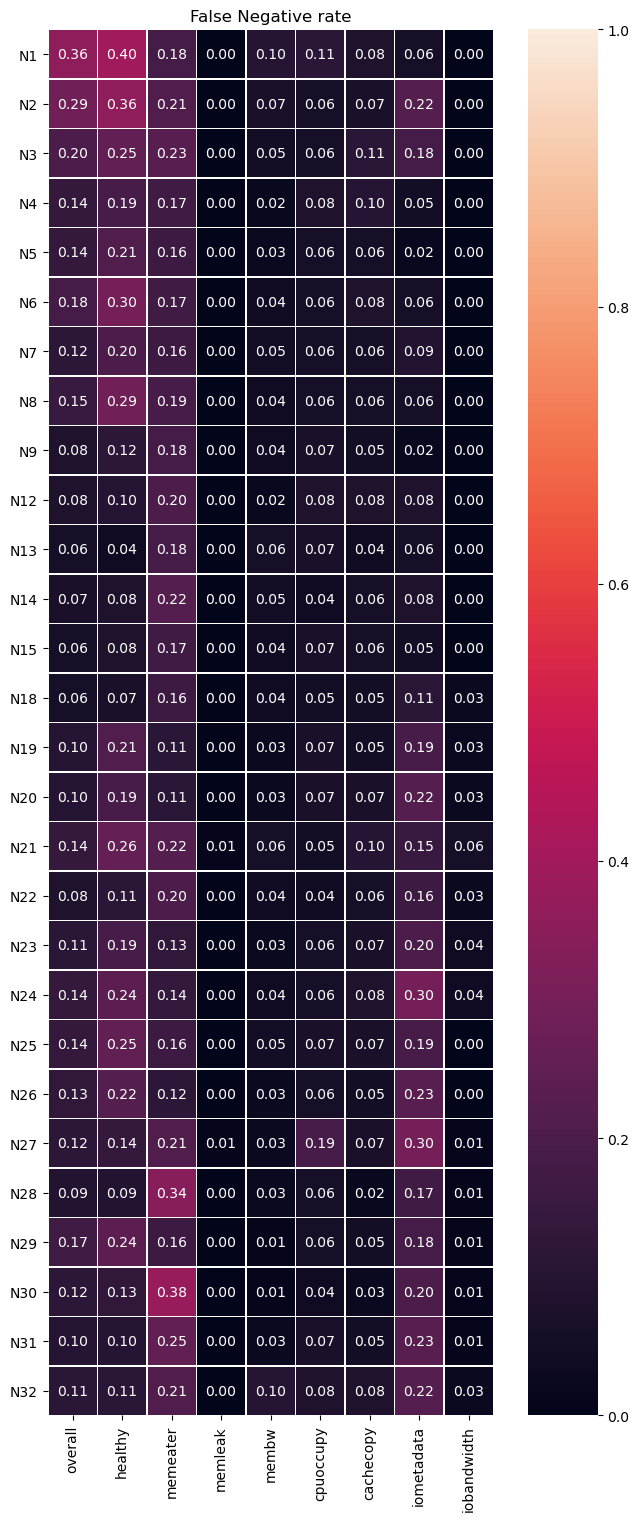 False Negative rate
N1 0.36 0.40 0.18 0.00 0.10 0.11 0.08 0.06 0.00
N2 0.29 0.36 0.21 0.00 0.07 0.06 0.07 0.22 0.00
N3 0.20 0.25 0.23 0.00 0.05 0.06 0.11 0.18 0.00
N4 0.14 0.19 0.17 0.00 0.02 0.08 0.10 0.05 0.00
N5 0.14 0.21 0.16 0.00 0.03 0.06 0.06 0.02 0.00
N6 0.18 0.30 0.17 0.00 0.04 0.06 0.08 0.06 0.00
N7 0.12 0.20 0.16 0.00 0.05 0.06 0.06 0.09 0.00
N8 0.15 0.29 0.19 0.00 0.04 0.06 0.06 0.06 0.00
N9 0.08 0.12 0.18 0.00 0.04 0.07 0.05 0.02 0.00
N12 0.08 0.10 0.20 0.00 0.02 0.08 0.08 0.08 0.00
N13 0.06 0.04 0.18 0.00 0.06 0.07 0.04 0.06 0.00
N14 0.07 0.08 0.22 0.00 0.05 0.04 0.06 0.08 0.00
N15 0.06 0.08 0.17 0.00 0.04 0.07 0.06 0.05 0.00
N18 0.06 0.07 0.16 0.00 0.04 0.05 0.05 0.11 0.03
N19 0.10 0.21 0.11 0.00 0.03 0.07 0.05 0.19 0.03
N20 0.10 0.19 0.11 0.00 0.03 0.07 0.07 0.22 0.03
N21 0.14 0.26 0.22 0.01 0.06 0.05 0.10 0.15 0.06
N22 0.08 0.11 0.20 0.00 0.04 0.04 0.06 0.16 0.03
N23 0.11 0.19 0.13 0.00 0.03 0.06 0.07 0.20 0.04
N24 0.14 0.24 0.14 0.00 0.04 0.06 0.08 0.30 0.04
N25 0.14 0.25 0.16 0.00 0.05 0.07 0.07 0.19 0.00
N26 0.13 0.22 0.12 0.00 0.03 0.06 0.05 0.23 0.00
N27 0.12 0.14 0.21 0.01 0.03 0.19 0.07 0.30 0.01
N28 0.09 0.09 0.34 0.00 0.03 0.06 0.02 0.17 0.01
N29 0.17 0.24 0.16 0.00 0.01 0.06 0.05 0.18 0.01
N30 0.12 0.13 0.38 0.00 0.01 0.04 0.03 0.20 0.01
N31 0.10 0.10 0.25 0.00 0.03 0.07 0.05 0.23 0.01
N32 0.11 0.11 0.21 0.00 0.10 0.08 0.08 0.22 0.03
overall
healthy
memeater
memleak
membw
cpuoccupy
cachecopy
iometadata
iobandwidth
1.0
0.8
0.6
0.4
0.2
0.0